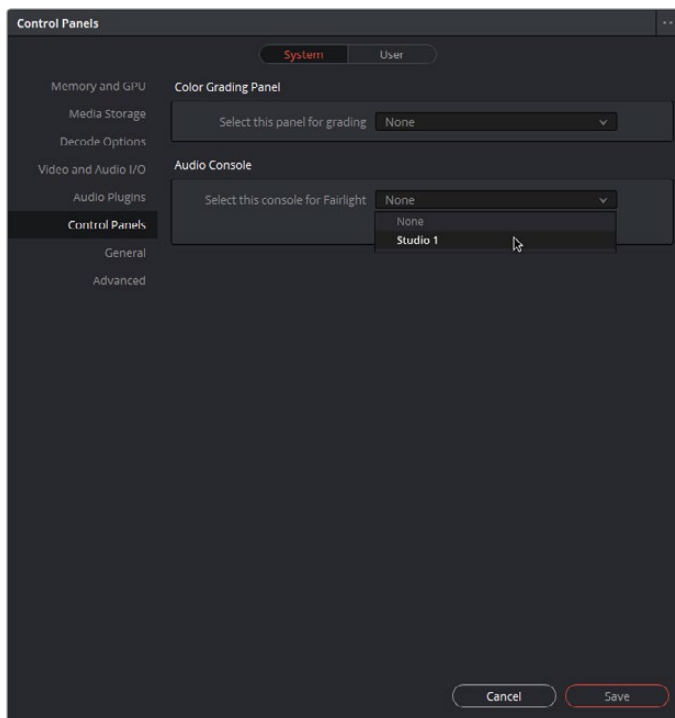 Control Panels
System User
Memory and GPU
Media Storage
Decode Options
Video and Audio I/O
Audio Plugins
Control Panels
General
Advanced
Color Grading Panel
Select this panel for grading None
Audio Console
Select this console for Fairlight None
None
Studio 1
Cancel Save